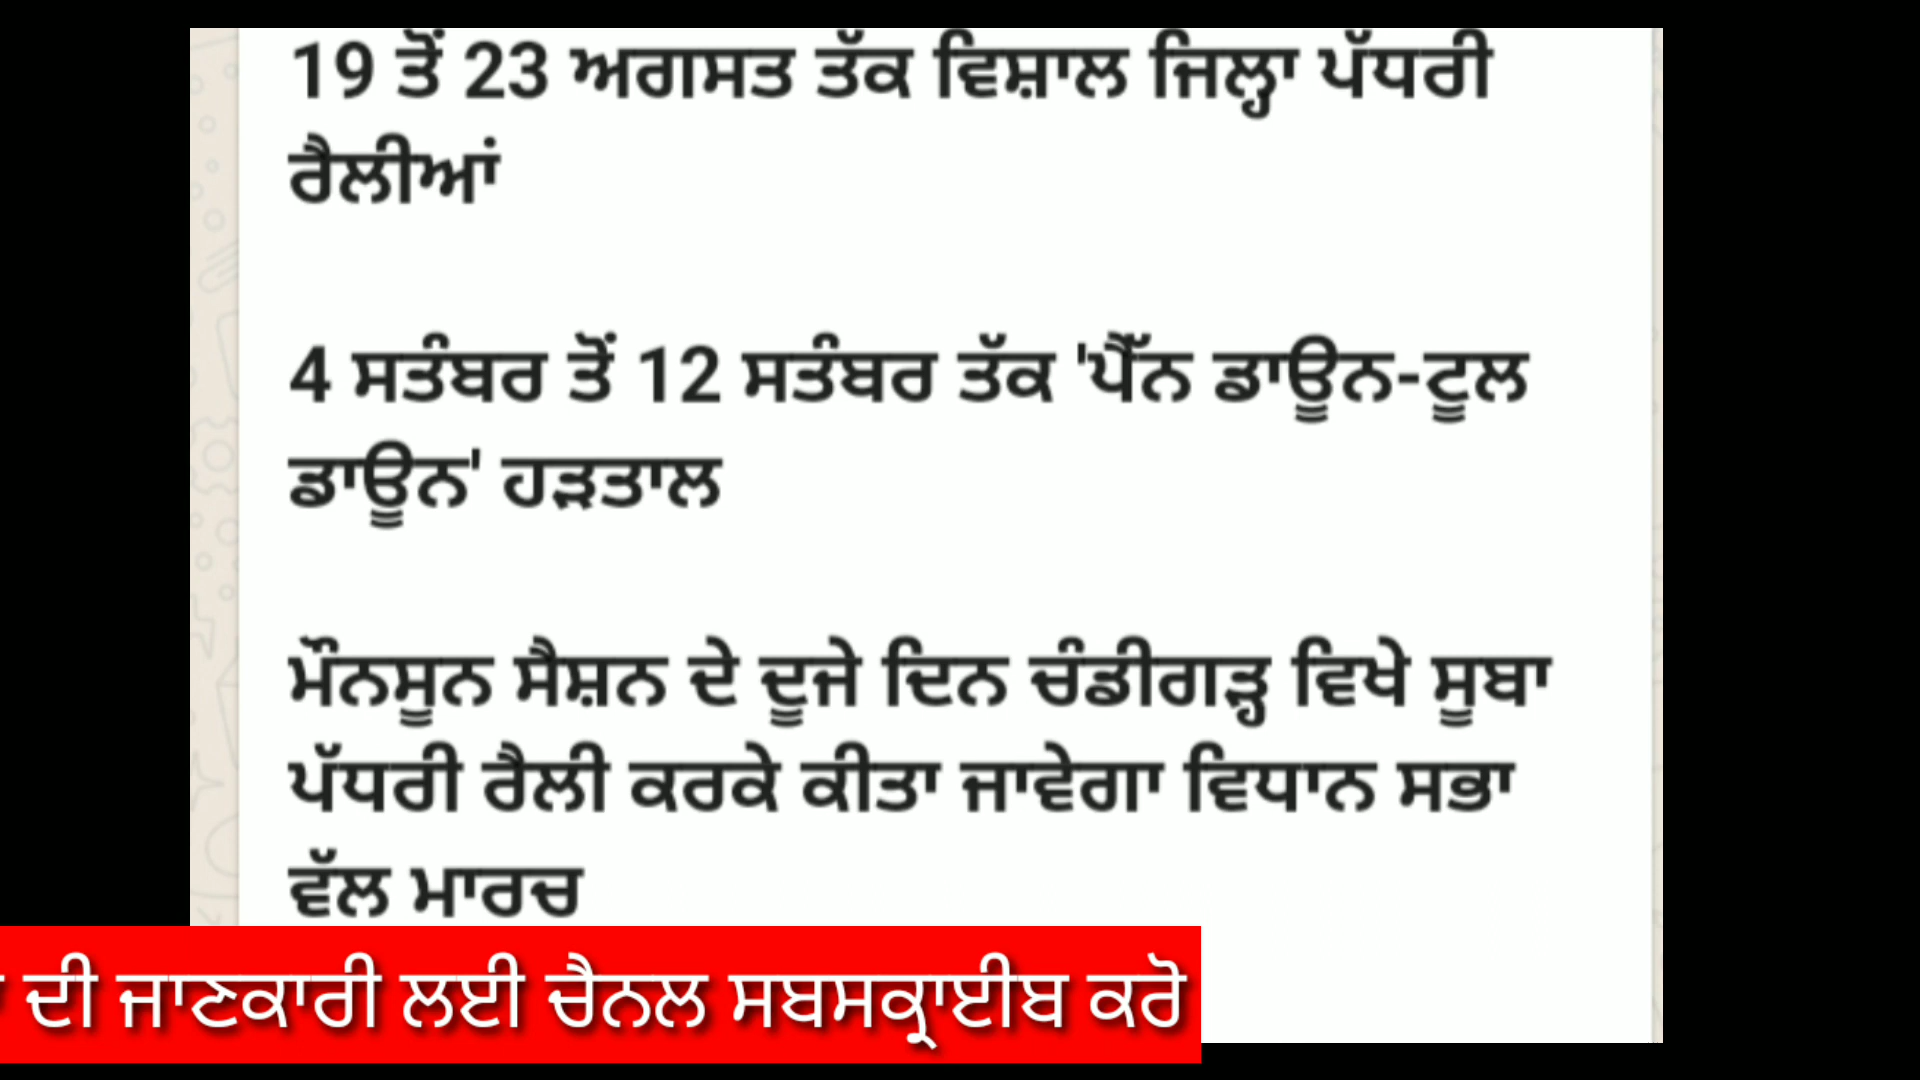 19 ਤੋਂ 23 ਅਗਸਤ ਤੱਕ ਵਿਸ਼ਾਲ ਜਿਲ੍ਹਾ ਪੱਧਰੀ
ਰੈਲੀਆਂ
4 ਸਤੰਬਰ ਤੋਂ 12 ਸਤੰਬਰ ਤੱਕ 'ਪੈੱਨ ਡਾਊਨ-ਟੂਲ
ਡਾਊਨ' ਹੜਤਾਲ
ਮੌਨਸੂਨ ਸੈਸ਼ਨ ਦੇ ਦੂਜੇ ਦਿਨ ਚੰਡੀਗੜ੍ਹ ਵਿਖੇ ਸੂਬਾ
ਪੱਧਰੀ ਰੈਲੀ ਕਰਕੇ ਕੀਤਾ ਜਾਵੇਗਾ ਵਿਧਾਨ ਸਭਾ
ਵੱਲ ਮਾਰਚ
ਦੀ ਜਾਣਕਾਰੀ ਲਈ ਚੈਨਲ ਸਬਸਕ੍ਰਾਈਬ ਕਰੋ